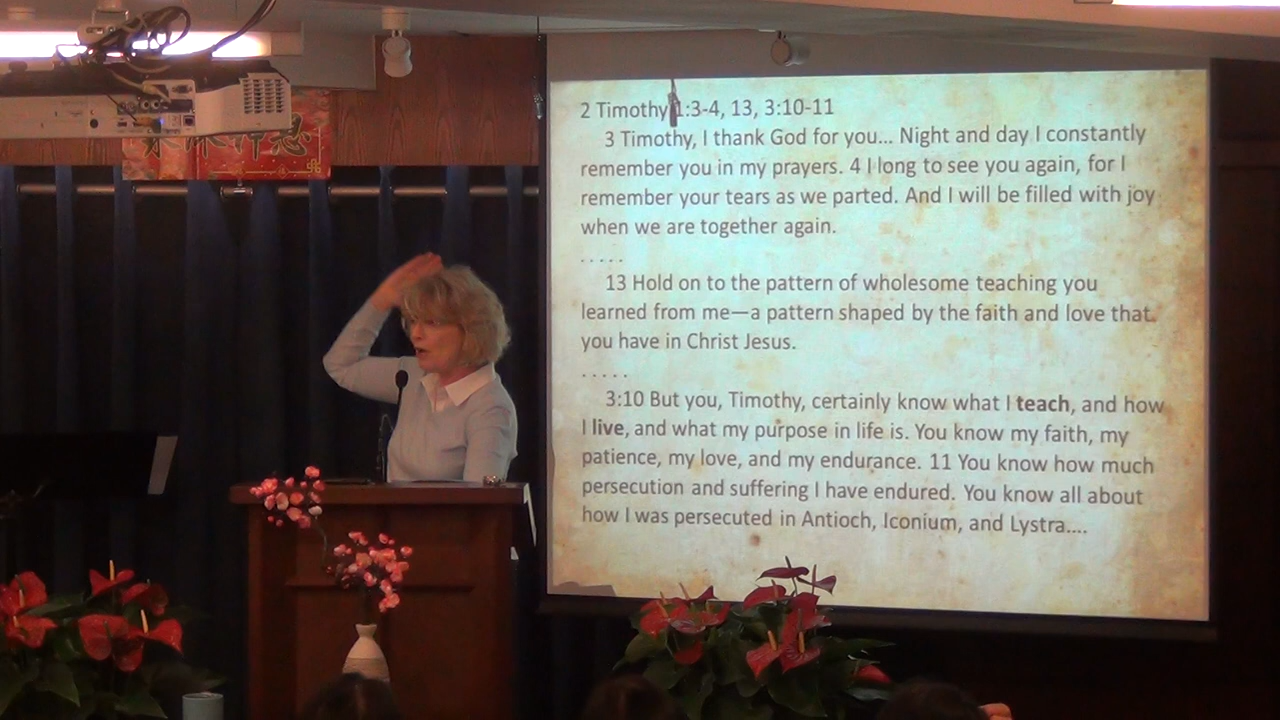 2 Timothy 1:3-4, 13, 3:10-11
3 Timothy, I thank God for you... Night and day I constantly
remember you in my prayers. 4 I long to see you again, for I
remember your tears as we parted. And I will be filled with joy
when we are together again.
. . . . .
13 Hold on to the pattern of wholesome teaching you
learned from me—a pattern shaped by the faith and love that
you have in Christ Jesus.
. . . . .
3:10 But you, Timothy, certainly know what I teach, and how
I live, and what my purpose in life is. You know my faith, my
patience, my love, and my endurance. 11 You know how much
persecution and suffering I have endured. You know all about
how I was persecuted in Antioch, Iconium, and Lystra....